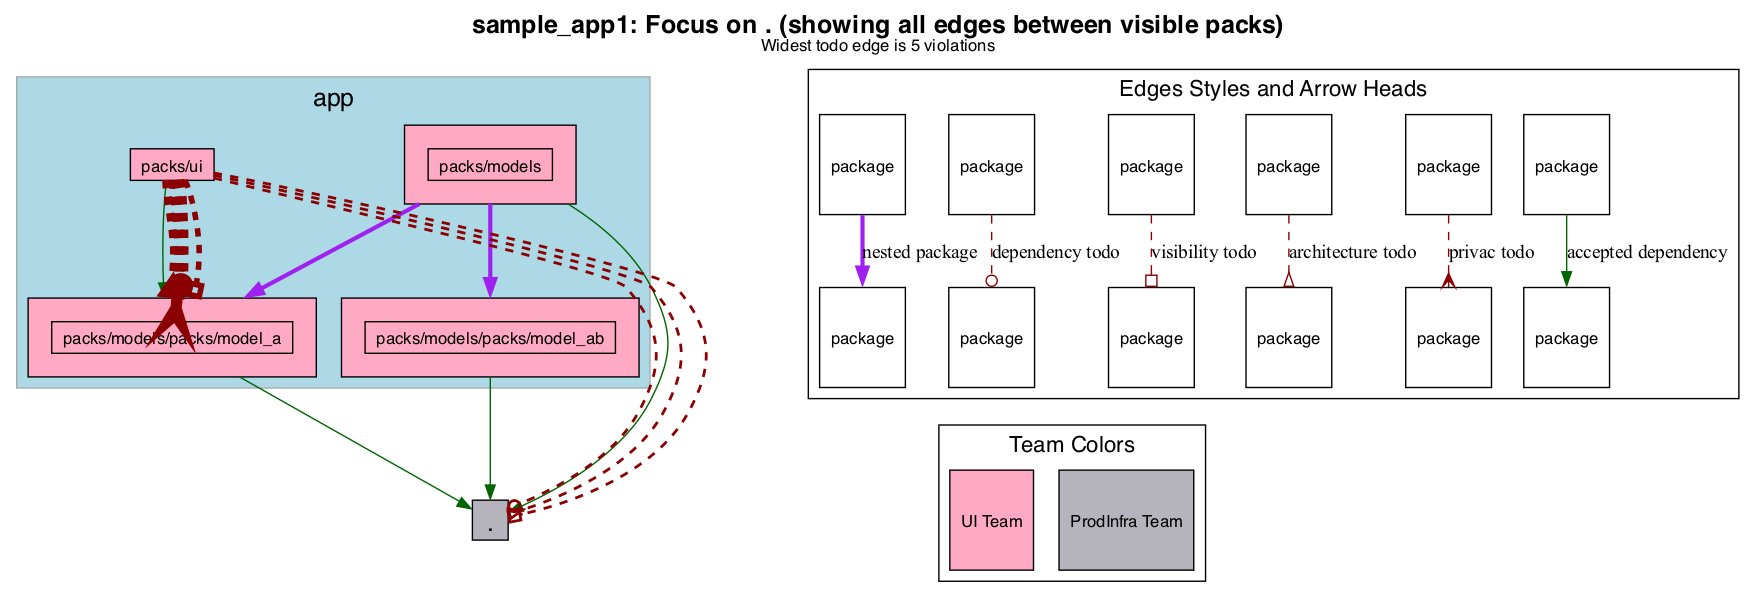 sample_app1: Focus on . (showing all edges between visible packs)
Widest todo edge is 5 violations
app
packs/ui
packs/models
packs/models/packs/model_a
packs/models/packs/model_ab
.
Edges Styles and Arrow Heads
package package package package package package
nested package dependency todo visibility todo architecture todo privac todo accepted dependency
package package package package package package
Team Colors
UI Team ProdInfra Team